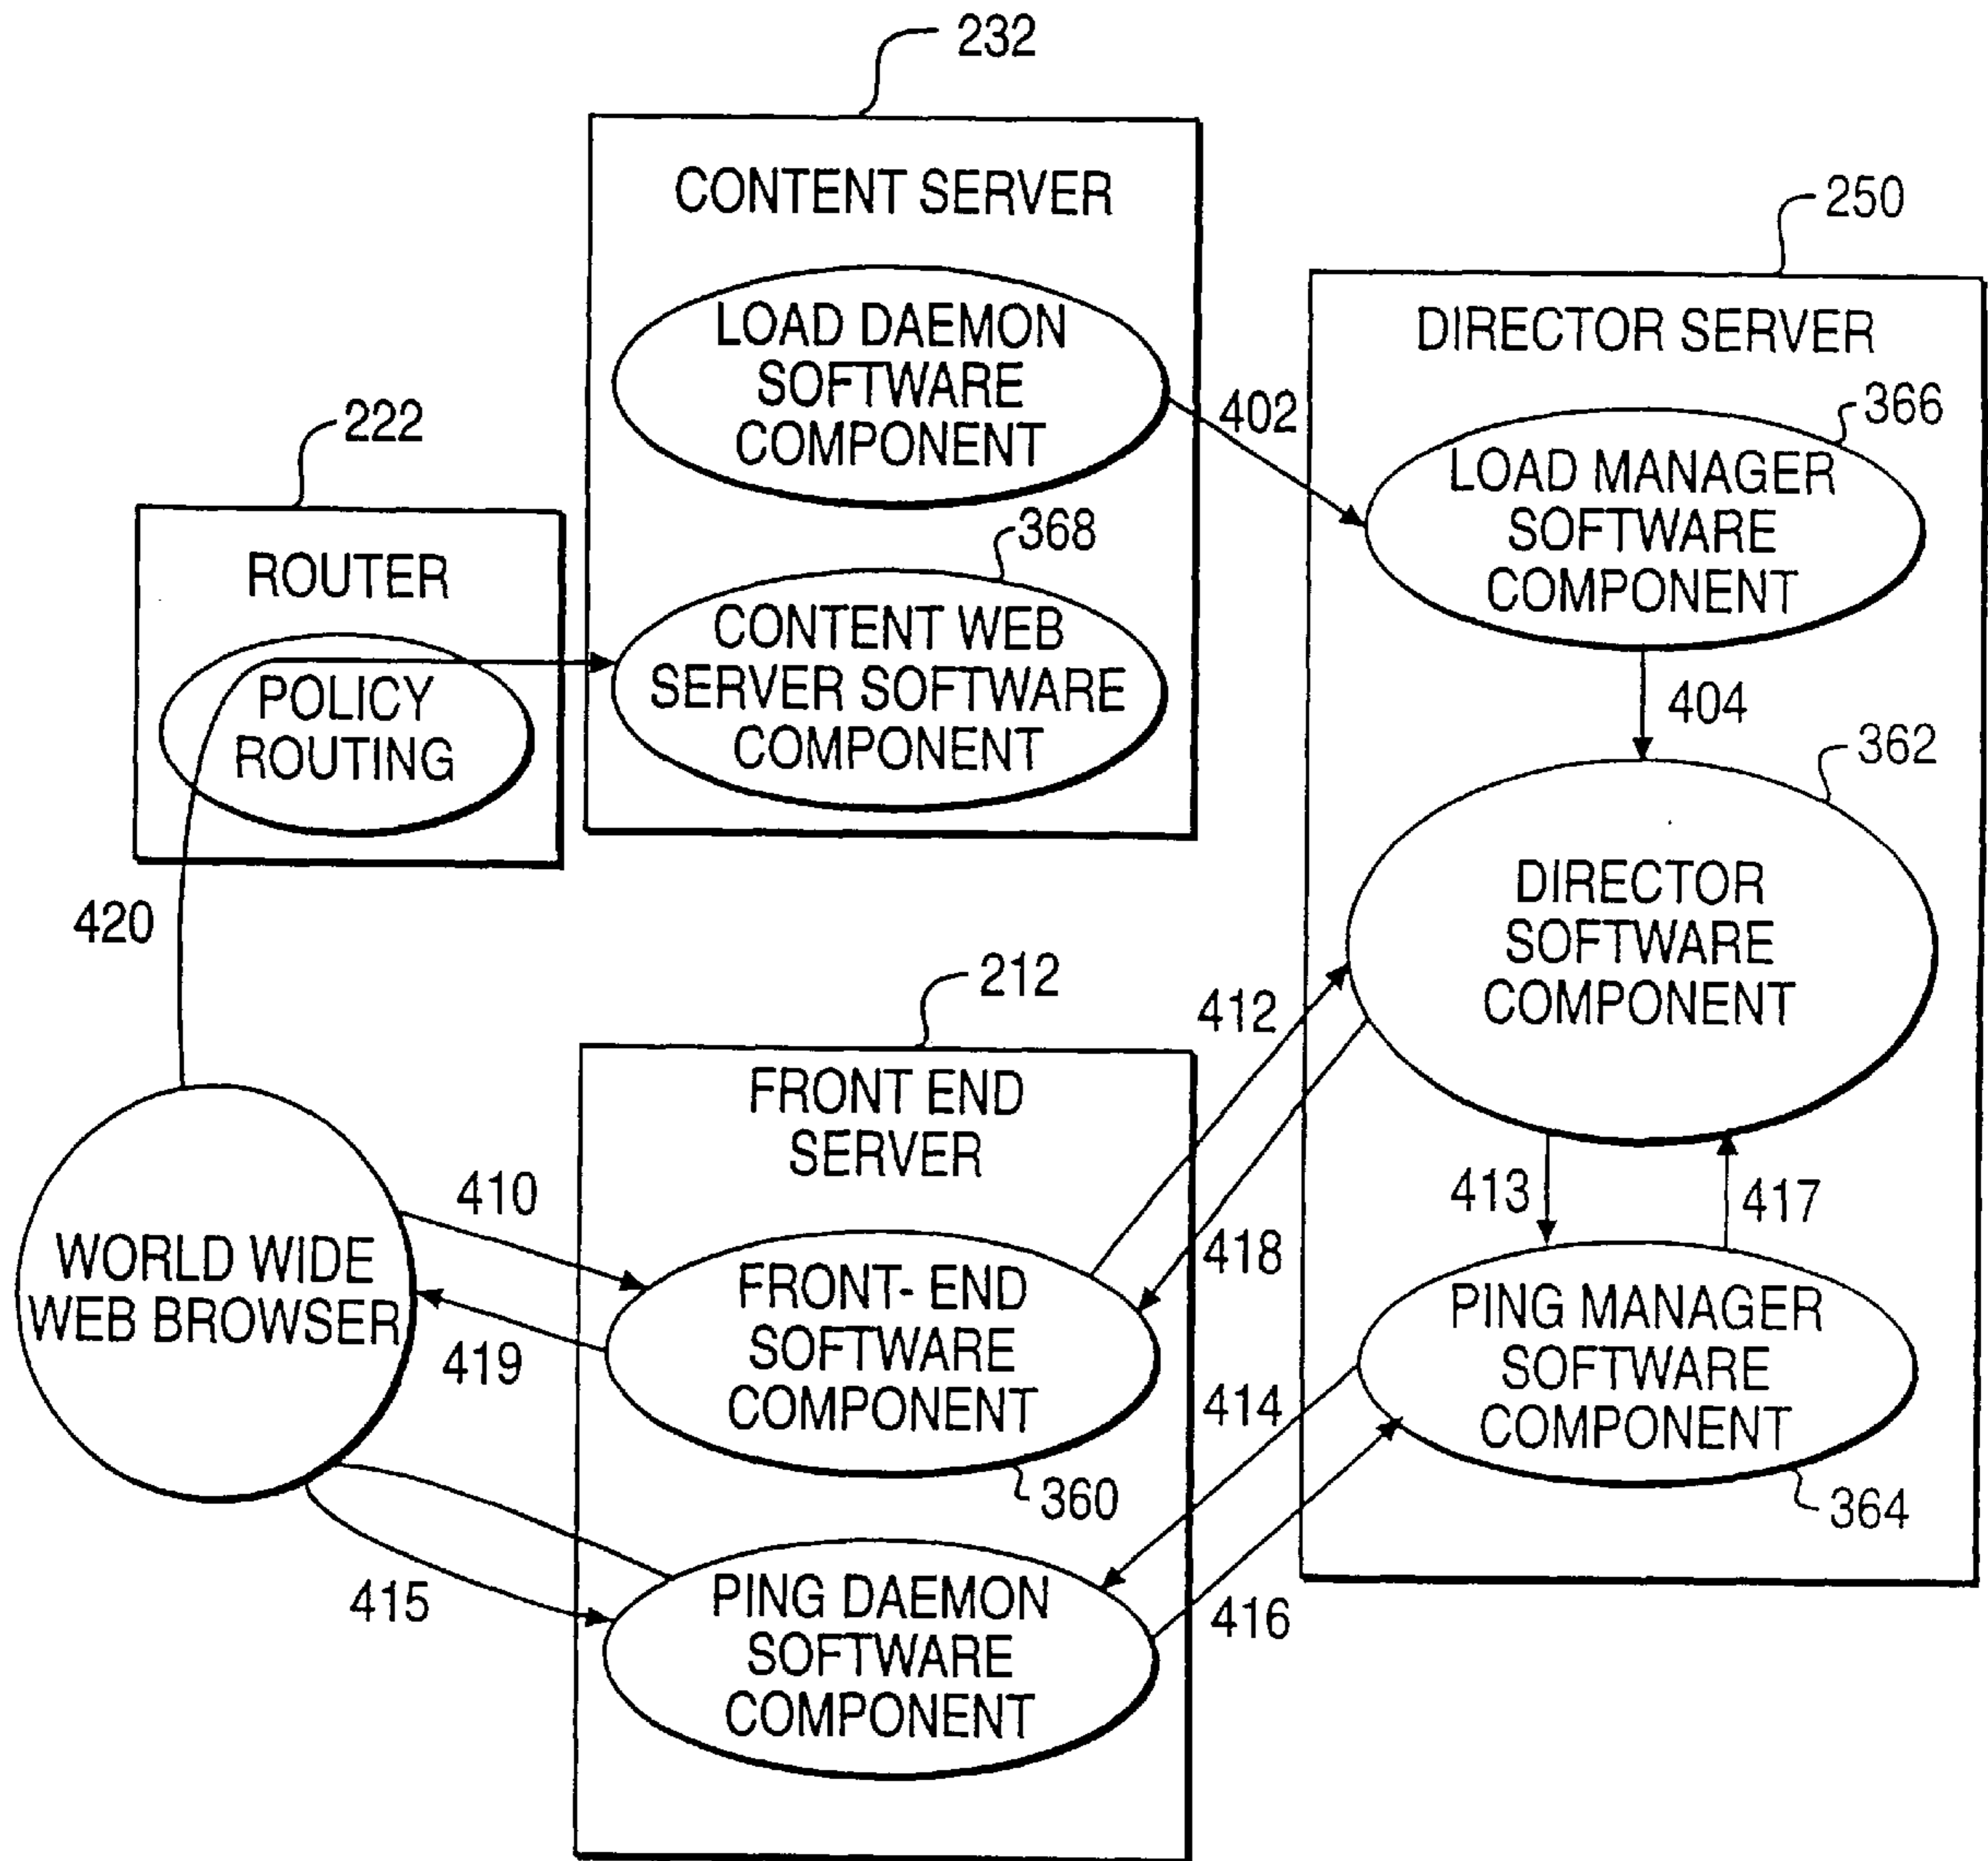 232
CONTENT SERVER
LOAD DAEMON
SOFTWARE
COMPONENT
368
CONTENT WEB
SERVER SOFTWARE
COMPONENT
222
ROUTER
POLICY
ROUTING
420
402
250
DIRECTOR SERVER
366
LOAD MANAGER
SOFTWARE
COMPONENT
404
362
DIRECTOR
SOFTWARE
COMPONENT
413
417
PING MANAGER
SOFTWARE
COMPONENT
364
412
418
414
416
212
FRONT END
SERVER
FRONT- END
SOFTWARE
COMPONENT
360
PING DAEMON
SOFTWARE
COMPONENT
410
419
415
WORLD WIDE
WEB BROWSER